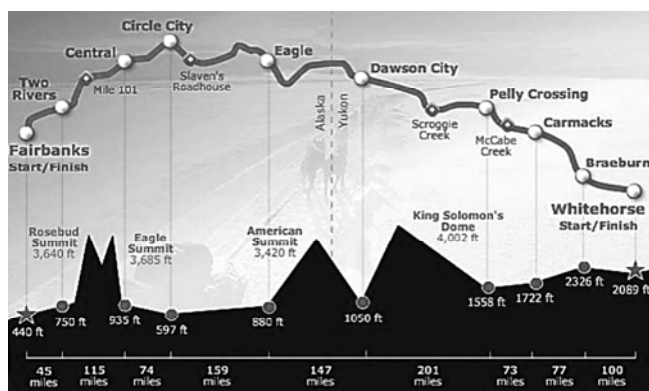 Circle City
Central
Eagle
Two
Rivers
Mile 101
Slaven's
Roadhouse
Dawson City
Alaska
Yukon
Pelly Crossing
Scroggie
Creek
McCabe
Creek
Carmacks
Fairbanks
Start/Finish
Braeburn
Whitehorse
Start/Finish
Rosebud
Summit
3,640 ft
Eagle
Summit
3,685 ft
American
Summit
3,420 ft
King Solomon's
Dome
4,002 ft
440 ft
750 ft
935 ft
597 ft
880 ft
1050 ft
1558 ft
1722 ft
2326 ft
2089 ft
45
miles
115
miles
74
miles
159
miles
147
miles
201
miles
73
miles
77
miles
100
miles